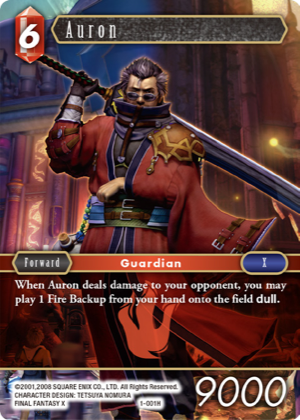 6
Auron
Forward
Guardian
X
When Auron deals damage to your opponent, you may
play 1 Fire Backup from your hand onto the field dull.
©2001,2008 SQUARE ENIX CO., LTD. All Rights Reserved.
CHARACTER DESIGN: TETSUYA NOMURA
FINAL FANTASY X
1-001H
9000